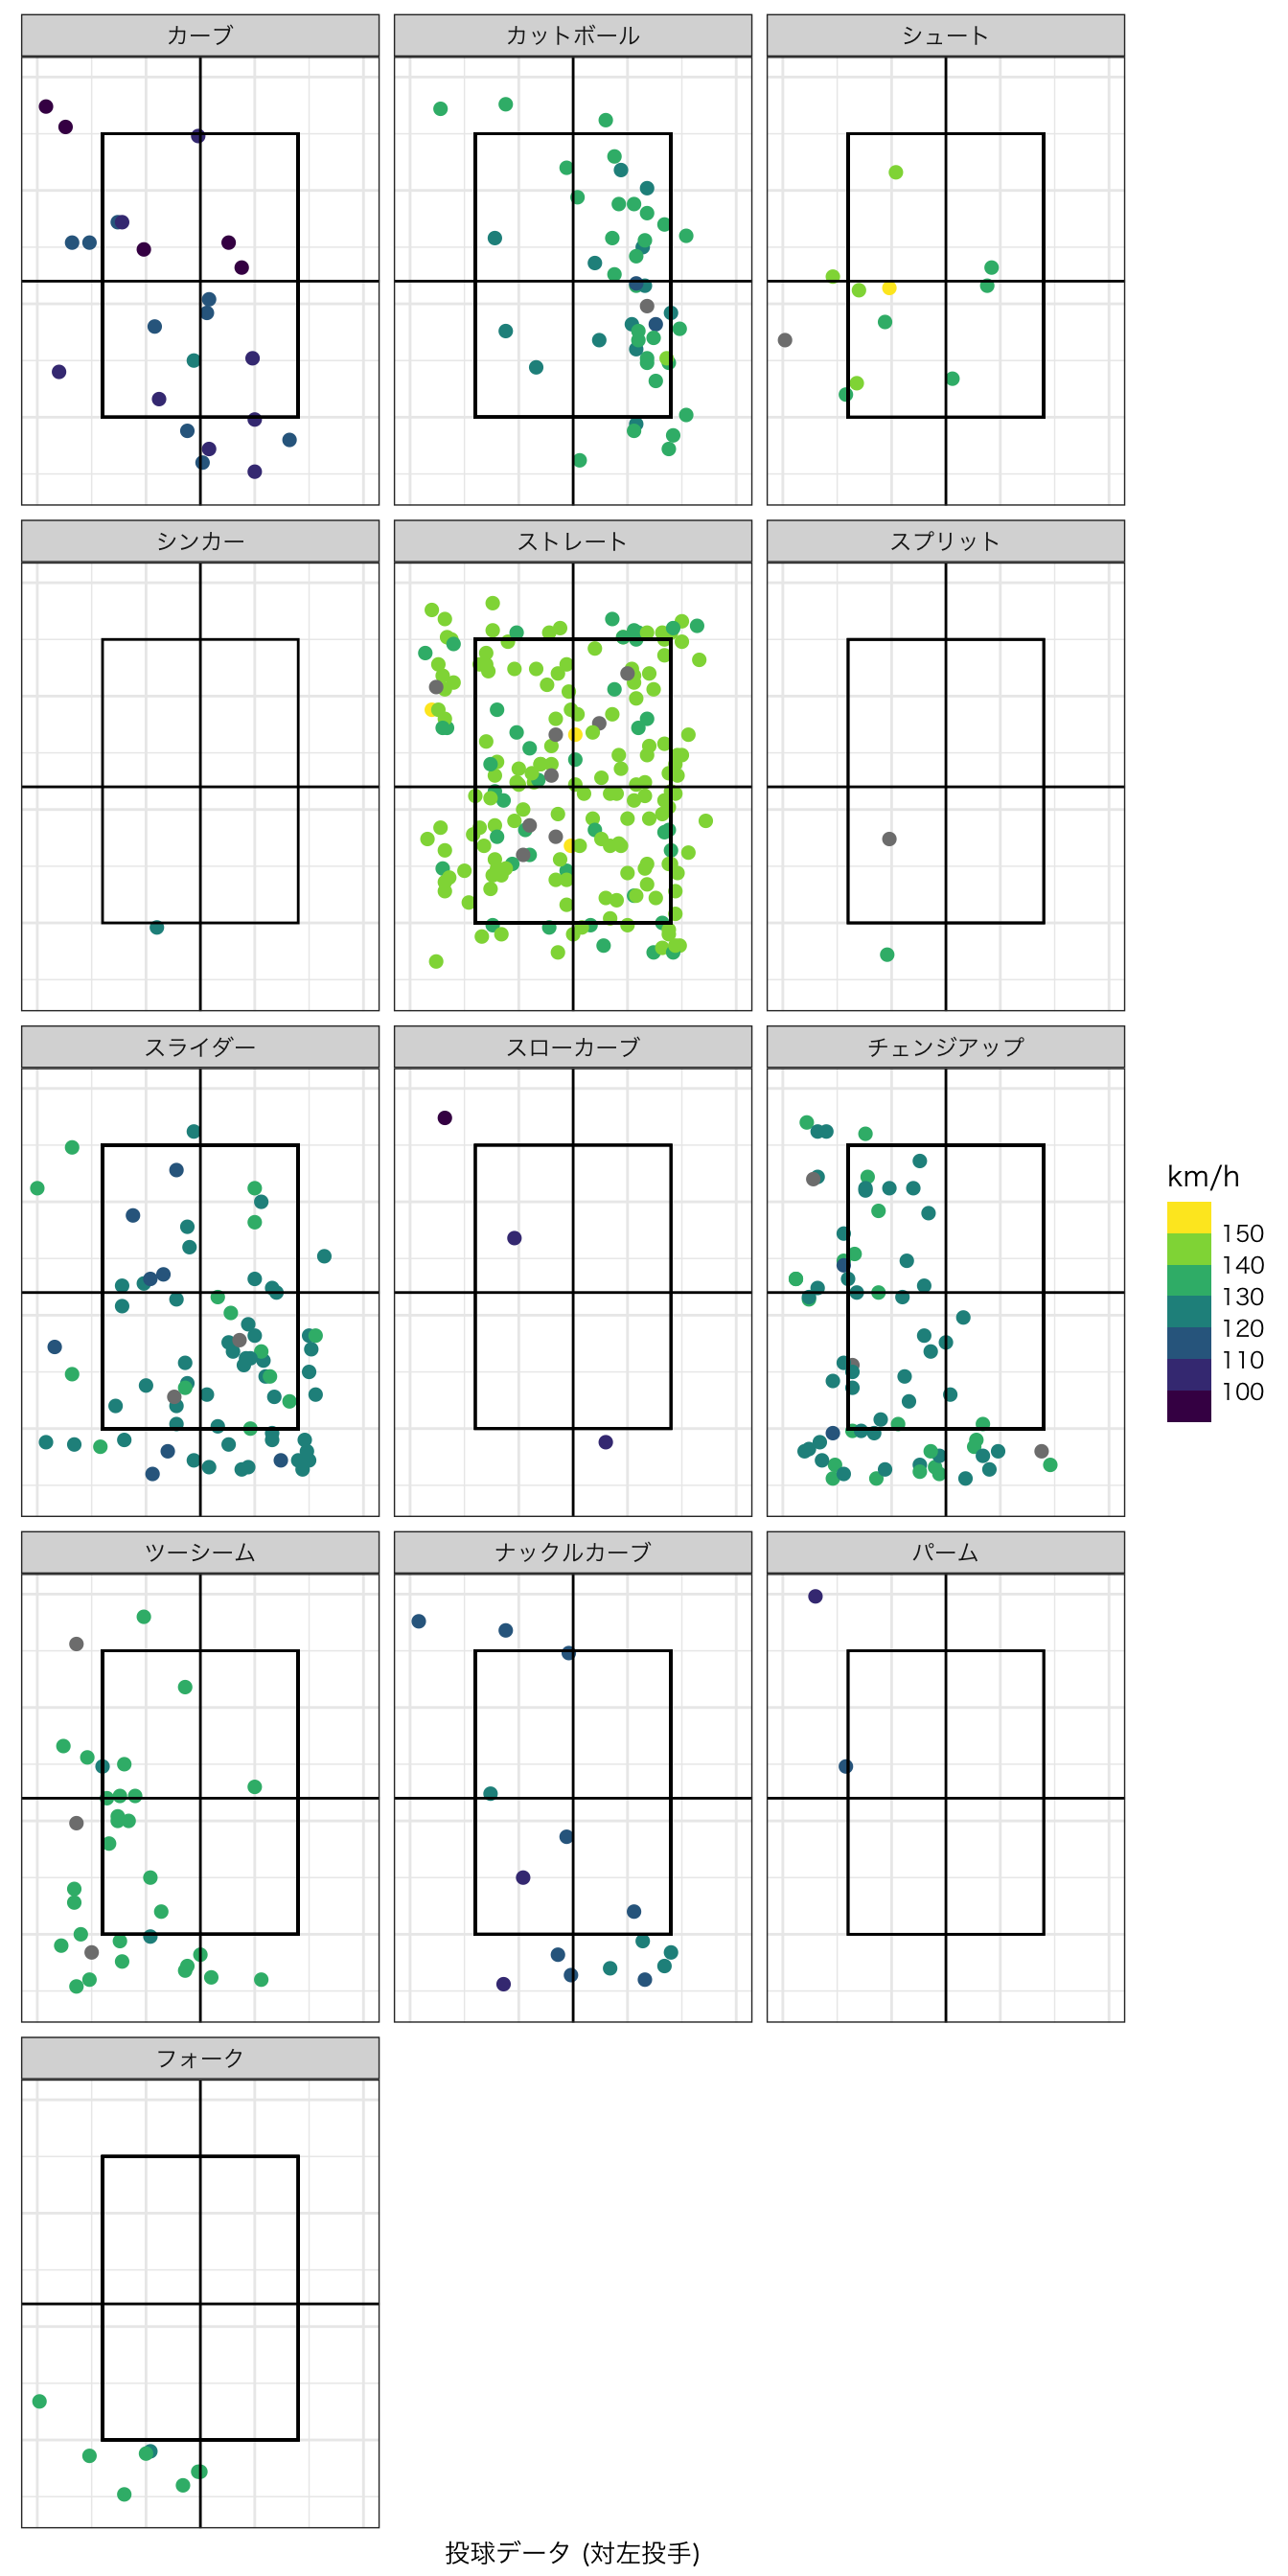 カーブ
カットボール
シュート
シンカー
ストレート
スプリット
スライダー
スローカーブ
チェンジアップ
km/h
150
140
130
120
110
100
ツーシーム
ナックルカーブ
パーム
フォーク
投球データ (対左投手)